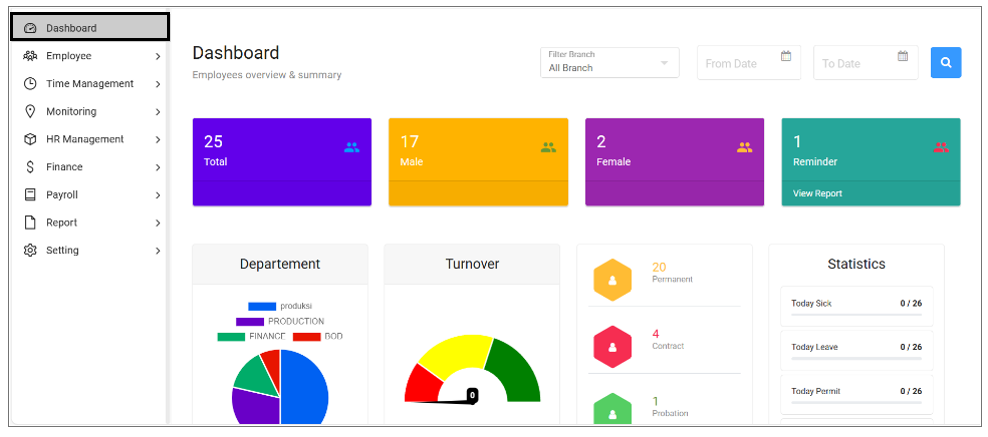 Dashboard
Employee
Time Management
Monitoring
HR Management
Finance
Payroll
Report
Setting
Dashboard
Employees overview & summary
Filter Branch
All Branch
From Date
To Date
25
Total
17
Male
2
Female
1
Reminder
View Report
Departement
produksi
PRODUCTION
FINANCE BOD
Turnover
0
20
Permanent
4
Contract
1
Probation
Statistics
Today Sick 0 / 26
Today Leave 0 / 26
Today Permit 0 / 26